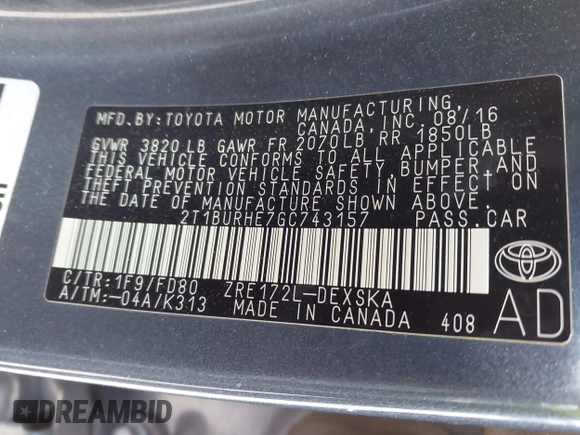 MFD. BY: TOYOTA MOTOR MANUFACTURING,
CANADA, INC. 08/16
GVWR 3820 LB GAWR FR 2070LB, RR 1850LB
THIS VEHICLE CONFORMS TO ALL APPLICABLE
FEDERAL MOTOR VEHICLE SAFETY, BUMPER, AND
THEFT PREVENTION STANDARDS IN EFFECT ON
THE DATE OF MANUFACTURE SHOWN ABOVE.
2T1BURHE7GC743157 PASS. CAR
C/TR: 1F9/FD80 ZRE172L-DEXSKA
A/TM: -04A/K313 MADE IN CANADA 408
AD
DREAMBID